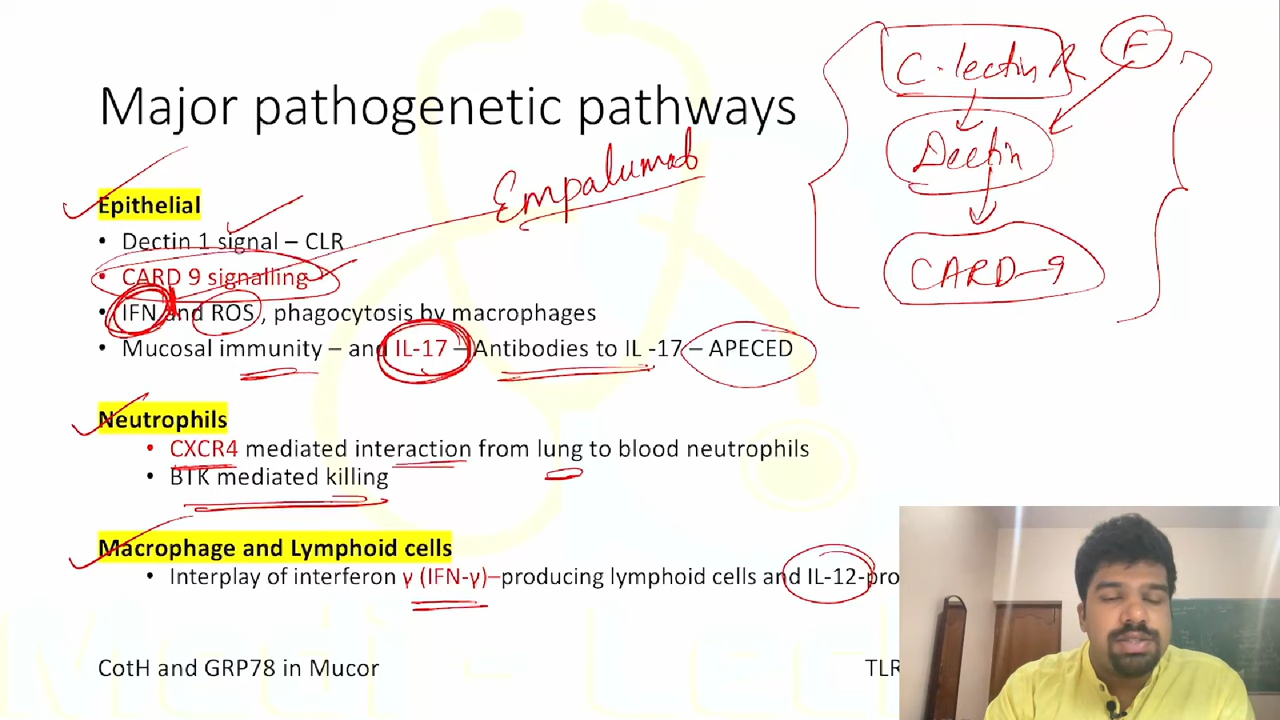 Major pathogenetic pathways
Epithelial
• Dectin 1 signal – CLR
• CARD 9 signalling
• IFN and ROS , phagocytosis by macrophages
• Mucosal immunity – and IL-17 – Antibodies to IL -17 – APECED
Neutrophils
• CXCR4 mediated interaction from lung to blood neutrophils
• BTK mediated killing
Macrophage and Lymphoid cells
• Interplay of interferon γ (IFN-γ)–producing lymphoid cells and IL-12-pro
CotH and GRP78 in Mucor
TLR
Empalumab
C-lectin R
F
Dectin
CARD-9